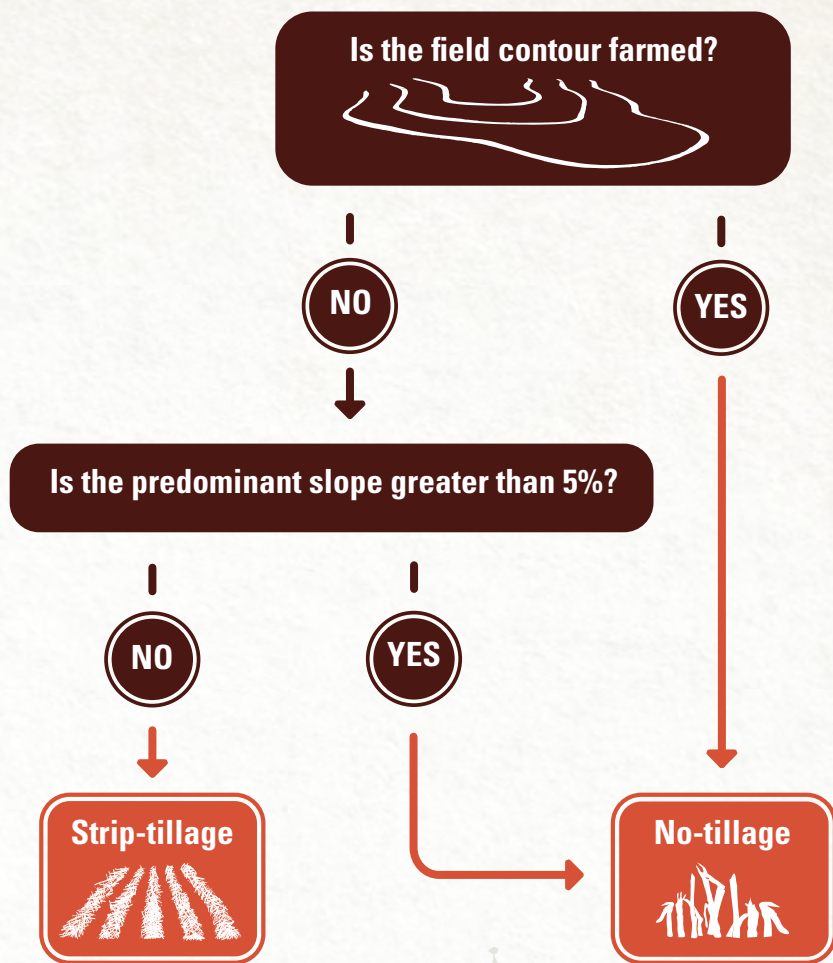 Is the field contour farmed?
NO
YES
Is the predominant slope greater than 5%?
NO
YES
Strip-tillage
No-tillage